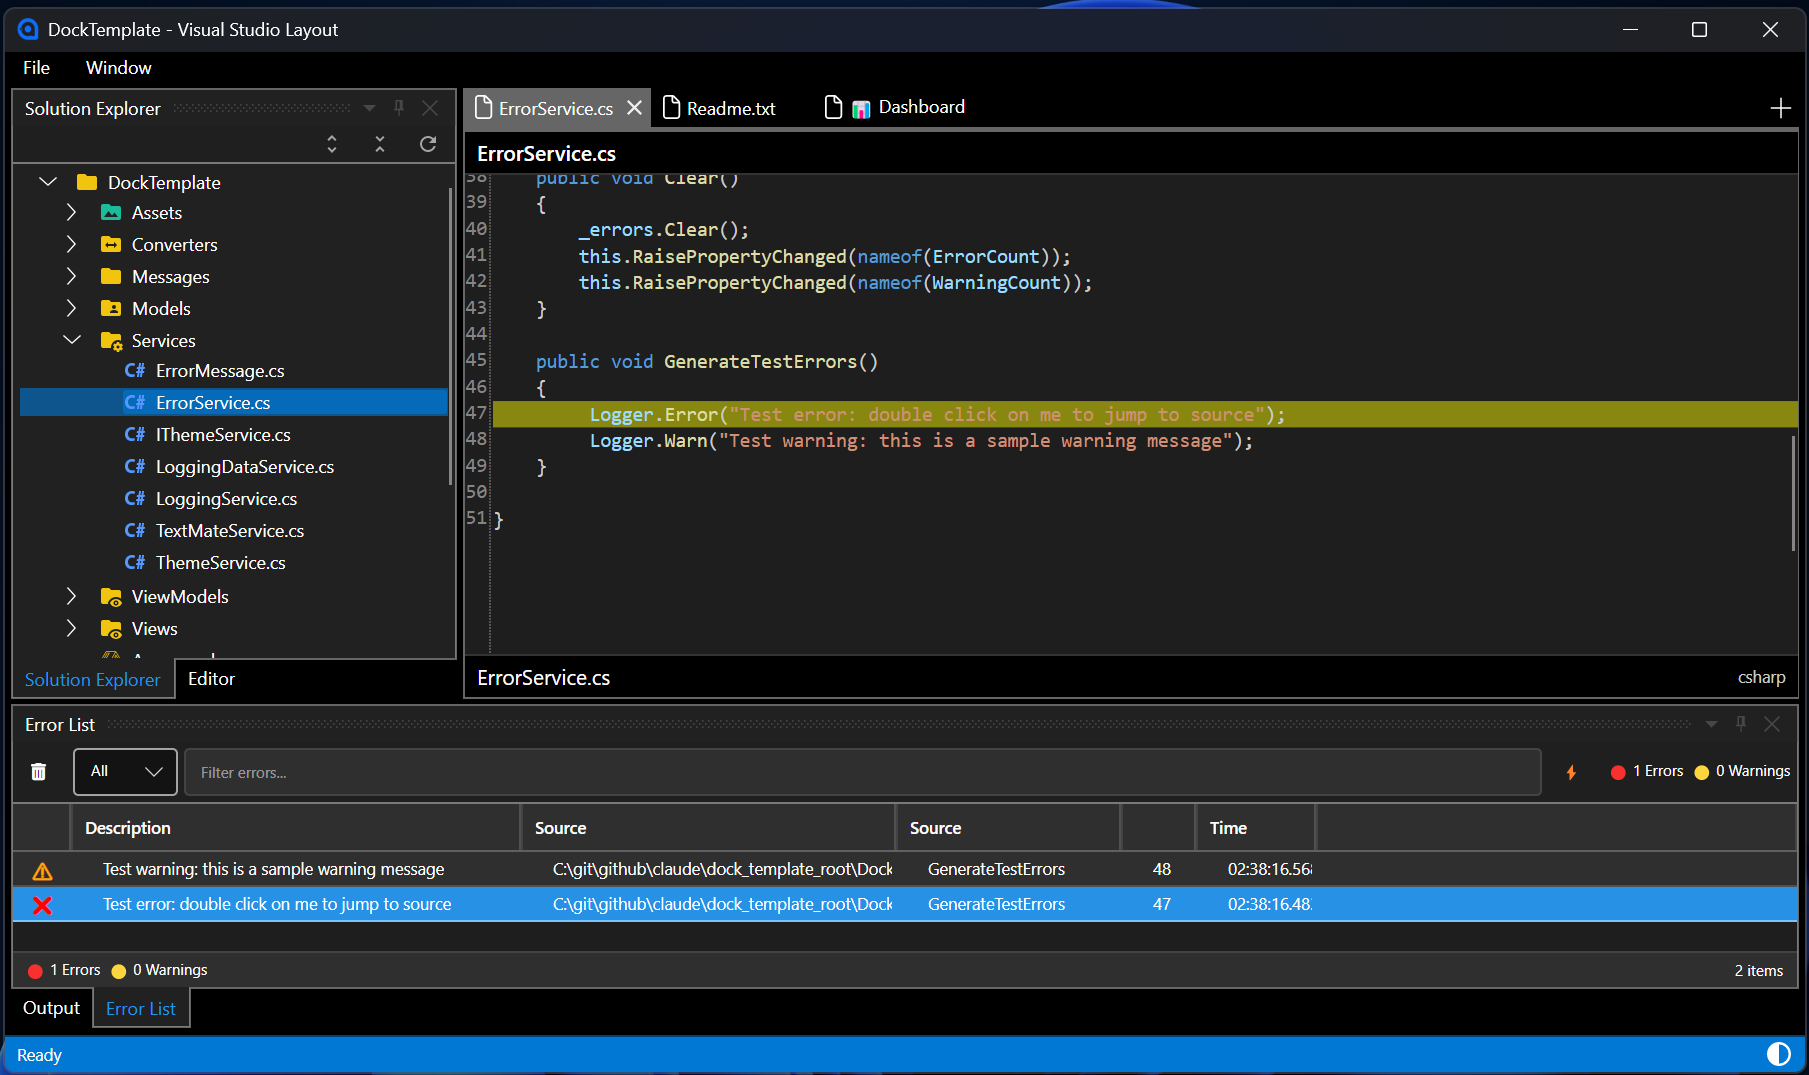 DockTemplate - Visual Studio Layout
File Window
Solution Explorer
DockTemplate
Assets
Converters
Messages
Models
Services
C# ErrorMessage.cs
C# ErrorService.cs
C# IThemeService.cs
C# LoggingDataService.cs
C# LoggingService.cs
C# TextMateService.cs
C# ThemeService.cs
ViewModels
Views
Solution Explorer Editor
ErrorService.cs Readme.txt Dashboard
ErrorService.cs
38 public void Clear()
39 {
40 _errors.Clear();
41 this.RaisePropertyChanged(nameof(ErrorCount));
42 this.RaisePropertyChanged(nameof(WarningCount));
43 }
44
45 public void GenerateTestErrors()
46 {
47 Logger.Error("Test error: double click on me to jump to source");
48 Logger.Warn("Test warning: this is a sample warning message");
49 }
50
51 }
ErrorService.cs csharp
Error List
All Filter errors... 1 Errors 0 Warnings
Description Source Source Time
Test warning: this is a sample warning message C:\git\github\claude\dock_template_root\Dock GenerateTestErrors 48 02:38:16.56
Test error: double click on me to jump to source C:\git\github\claude\dock_template_root\Dock GenerateTestErrors 47 02:38:16.48
1 Errors 0 Warnings 2 items
Output Error List
Ready